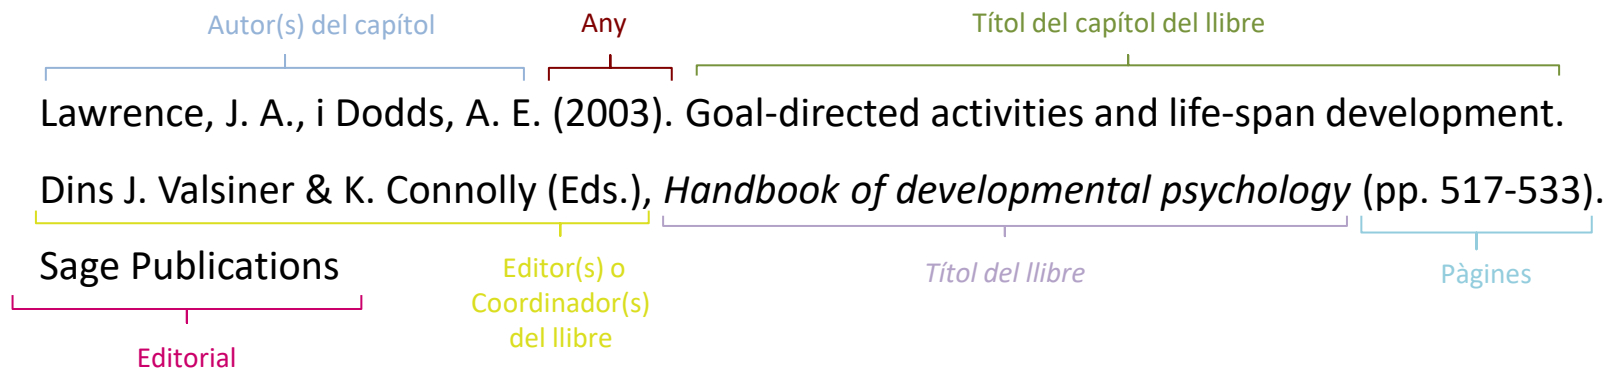 Autor(s) del capítol
Any
Títol del capítol del llibre
Lawrence, J. A., i Dodds, A. E. (2003). Goal-directed activities and life-span development.
Dins J. Valsiner & K. Connolly (Eds.), Handbook of developmental psychology (pp. 517-533).
Sage Publications
Editor(s) o
Coordinador(s)
del llibre
Títol del llibre
Pàgines
Editorial